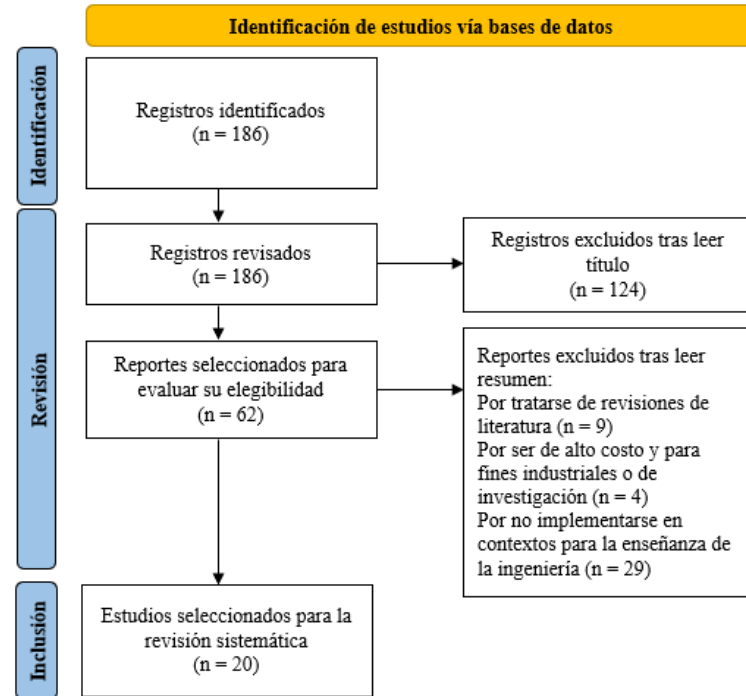 Identificación de estudios vía bases de datos
Identificación
Registros identificados
(n = 186)
Revisión
Registros revisados
(n = 186)
Registros excluidos tras leer
título
(n = 124)
Reportes seleccionados para
evaluar su elegibilidad
(n = 62)
Reportes excluidos tras leer
resumen:
Por tratarse de revisiones de
literatura (n = 9)
Por ser de alto costo y para
fines industriales o de
investigación (n = 4)
Por no implementarse en
contextos para la enseñanza de
la ingeniería (n = 29)
Inclusión
Estudios seleccionados para la
revisión sistemática
(n = 20)